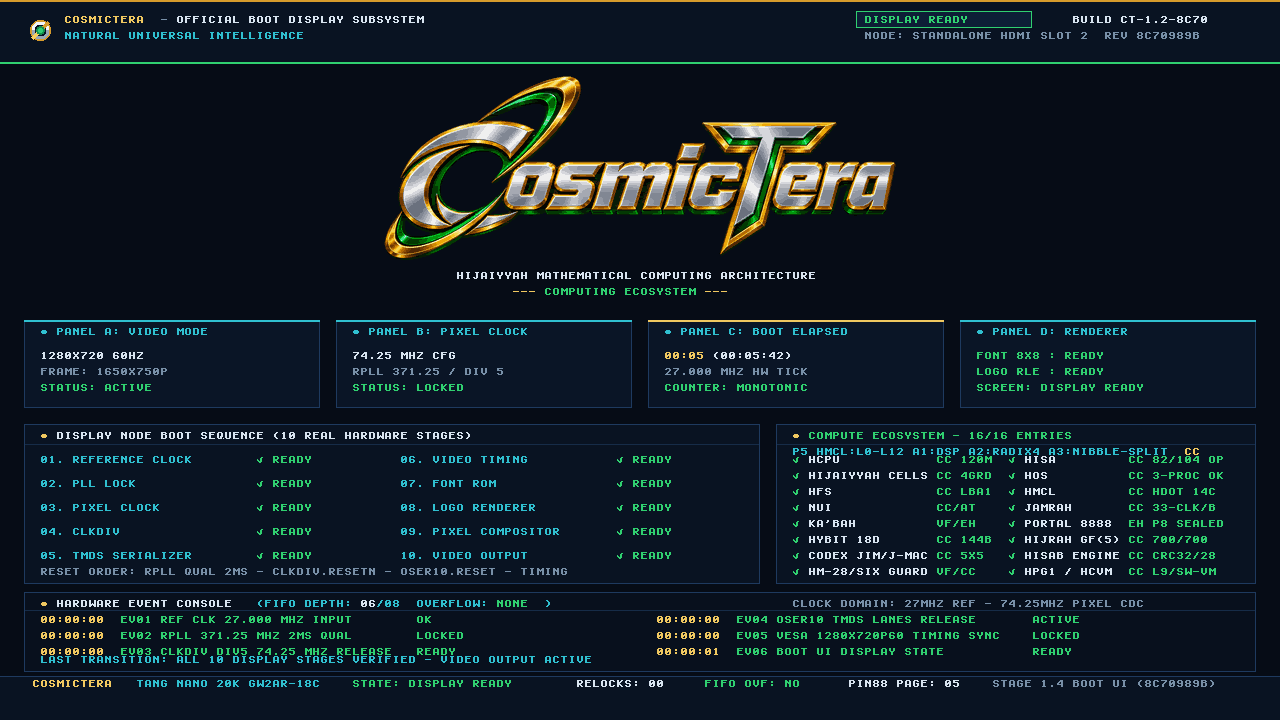 COSMICTERA - OFFICIAL BOOT DISPLAY SUBSYSTEM
NATURAL UNIVERSAL INTELLIGENCE
DISPLAY READY
BUILD CT-1.2-8C70
NODE: STANDALONE HDMI SLOT 2 REV 8C70989B
CosmicTera
HIJAIYYAH MATHEMATICAL COMPUTING ARCHITECTURE
--- COMPUTING ECOSYSTEM ---
PANEL A: VIDEO MODE
1280X720 60HZ
FRAME: 1650X750P
STATUS: ACTIVE
PANEL B: PIXEL CLOCK
74.25 MHZ CFG
RPLL 371.25 / DIV 5
STATUS: LOCKED
PANEL C: BOOT ELAPSED
00:05 (00:05:42)
27.000 MHZ HW TICK
COUNTER: MONOTONIC
PANEL D: RENDERER
FONT 8X8 : READY
LOGO RLE : READY
SCREEN: DISPLAY READY
DISPLAY NODE BOOT SEQUENCE (10 REAL HARDWARE STAGES)
01. REFERENCE CLOCK ✓ READY 06. VIDEO TIMING ✓ READY
02. PLL LOCK ✓ READY 07. FONT ROM ✓ READY
03. PIXEL CLOCK ✓ READY 08. LOGO RENDERER ✓ READY
04. CLKDIV ✓ READY 09. PIXEL COMPOSITOR ✓ READY
05. TMDS SERIALIZER ✓ READY 10. VIDEO OUTPUT ✓ READY
RESET ORDER: RPLL QUAL 2MS - CLKDIV.RESETN - OSER10.RESET - TIMING
COMPUTE ECOSYSTEM - 16/16 ENTRIES
P5 HMCL:L0-L12 A1:DSP A2:RADIX4 A3:NIBBLE-SPLIT CC
✓ HCPU CC 120M ✓ HISA CC 82/104 OP
✓ HIJAIYYAH CELLS CC 46RD ✓ HOS CC 3-PROC OK
✓ HFS CC LBA1 ✓ HMCL CC HDOT 14C
✓ NUI CC/AT ✓ JAMRAH CC 33-CLK/B
✓ KA'BAH VF/EH ✓ PORTAL 8888 EH P8 SEALED
✓ HYBIT 18D CC 144B ✓ HIJRAH GF(5) CC 700/700
✓ CODEX JIM/J-MAC CC 5X5 ✓ HISAB ENGINE CC CRC32/28
✓ HM-28/SIX GUARD VF/CC ✓ HPG1 / HCVM CC L9/SW-VM
HARDWARE EVENT CONSOLE (FIFO DEPTH: 06/08 OVERFLOW: NONE ) CLOCK DOMAIN: 27MHZ REF - 74.25MHZ PIXEL CDC
00:00:00 EV01 REF CLK 27.000 MHZ INPUT OK 00:00:00 EV04 OSER10 TMDS LANES RELEASE ACTIVE
00:00:00 EV02 RPLL 371.25 MHZ 2MS QUAL LOCKED 00:00:00 EV05 VESA 1280X720P60 TIMING SYNC LOCKED
00:00:00 EV03 CLKDIV DIV5 74.25 MHZ RELEASE READY 00:00:01 EV06 BOOT UI DISPLAY STATE READY
LAST TRANSITION: ALL 10 DISPLAY STAGES VERIFIED - VIDEO OUTPUT ACTIVE
COSMICTERA TANG NANO 20K GW2AR-18C STATE: DISPLAY READY RELOCKS: 00 FIFO OVF: NO PIN88 PAGE: 05 STAGE 1.4 BOOT UI (8C70989B)